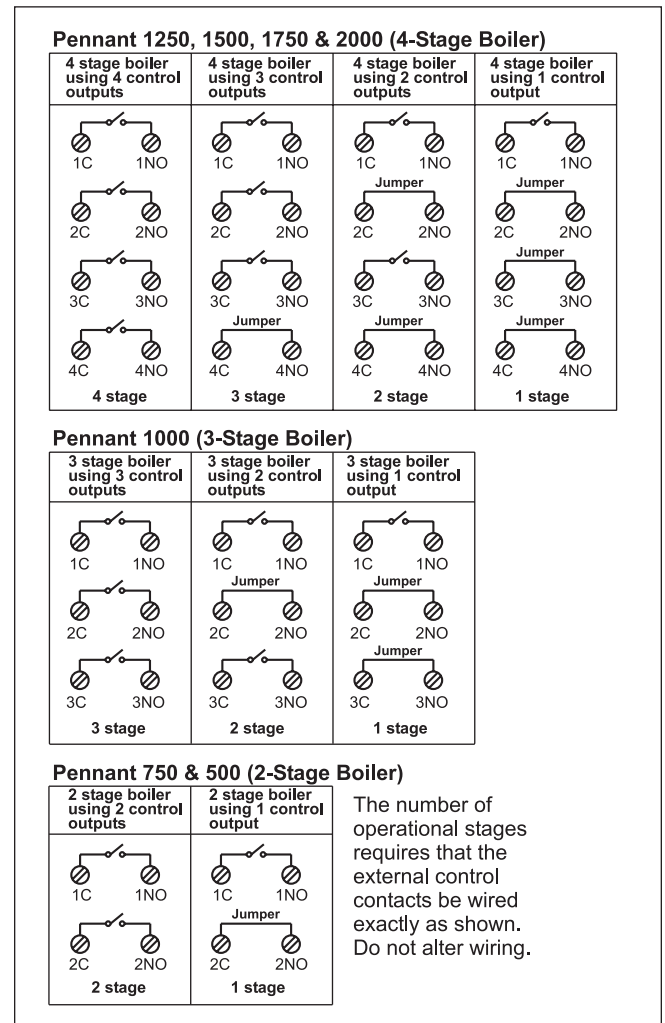 Pennant 1250, 1500, 1750 & 2000 (4-Stage Boiler)
4 stage boiler using 4 control outputs
4 stage boiler using 3 control outputs
4 stage boiler using 2 control outputs
4 stage boiler using 1 control output
1C 1NO 1C 1NO 1C 1NO 1C 1NO
Jumper Jumper
2C 2NO 2C 2NO 2C 2NO 2C 2NO
Jumper
3C 3NO 3C 3NO 3C 3NO 3C 3NO
Jumper Jumper Jumper
4C 4NO 4C 4NO 4C 4NO 4C 4NO
4 stage 3 stage 2 stage 1 stage
Pennant 1000 (3-Stage Boiler)
3 stage boiler using 3 control outputs
3 stage boiler using 2 control outputs
3 stage boiler using 1 control output
1C 1NO 1C 1NO 1C 1NO
Jumper Jumper
2C 2NO 2C 2NO 2C 2NO
Jumper
3C 3NO 3C 3NO 3C 3NO
3 stage 2 stage 1 stage
Pennant 750 & 500 (2-Stage Boiler)
2 stage boiler using 2 control outputs
2 stage boiler using 1 control output
1C 1NO 1C 1NO
Jumper
2C 2NO 2C 2NO
2 stage 1 stage
The number of
operational stages
requires that the
external control
contacts be wired
exactly as shown.
Do not alter wiring.